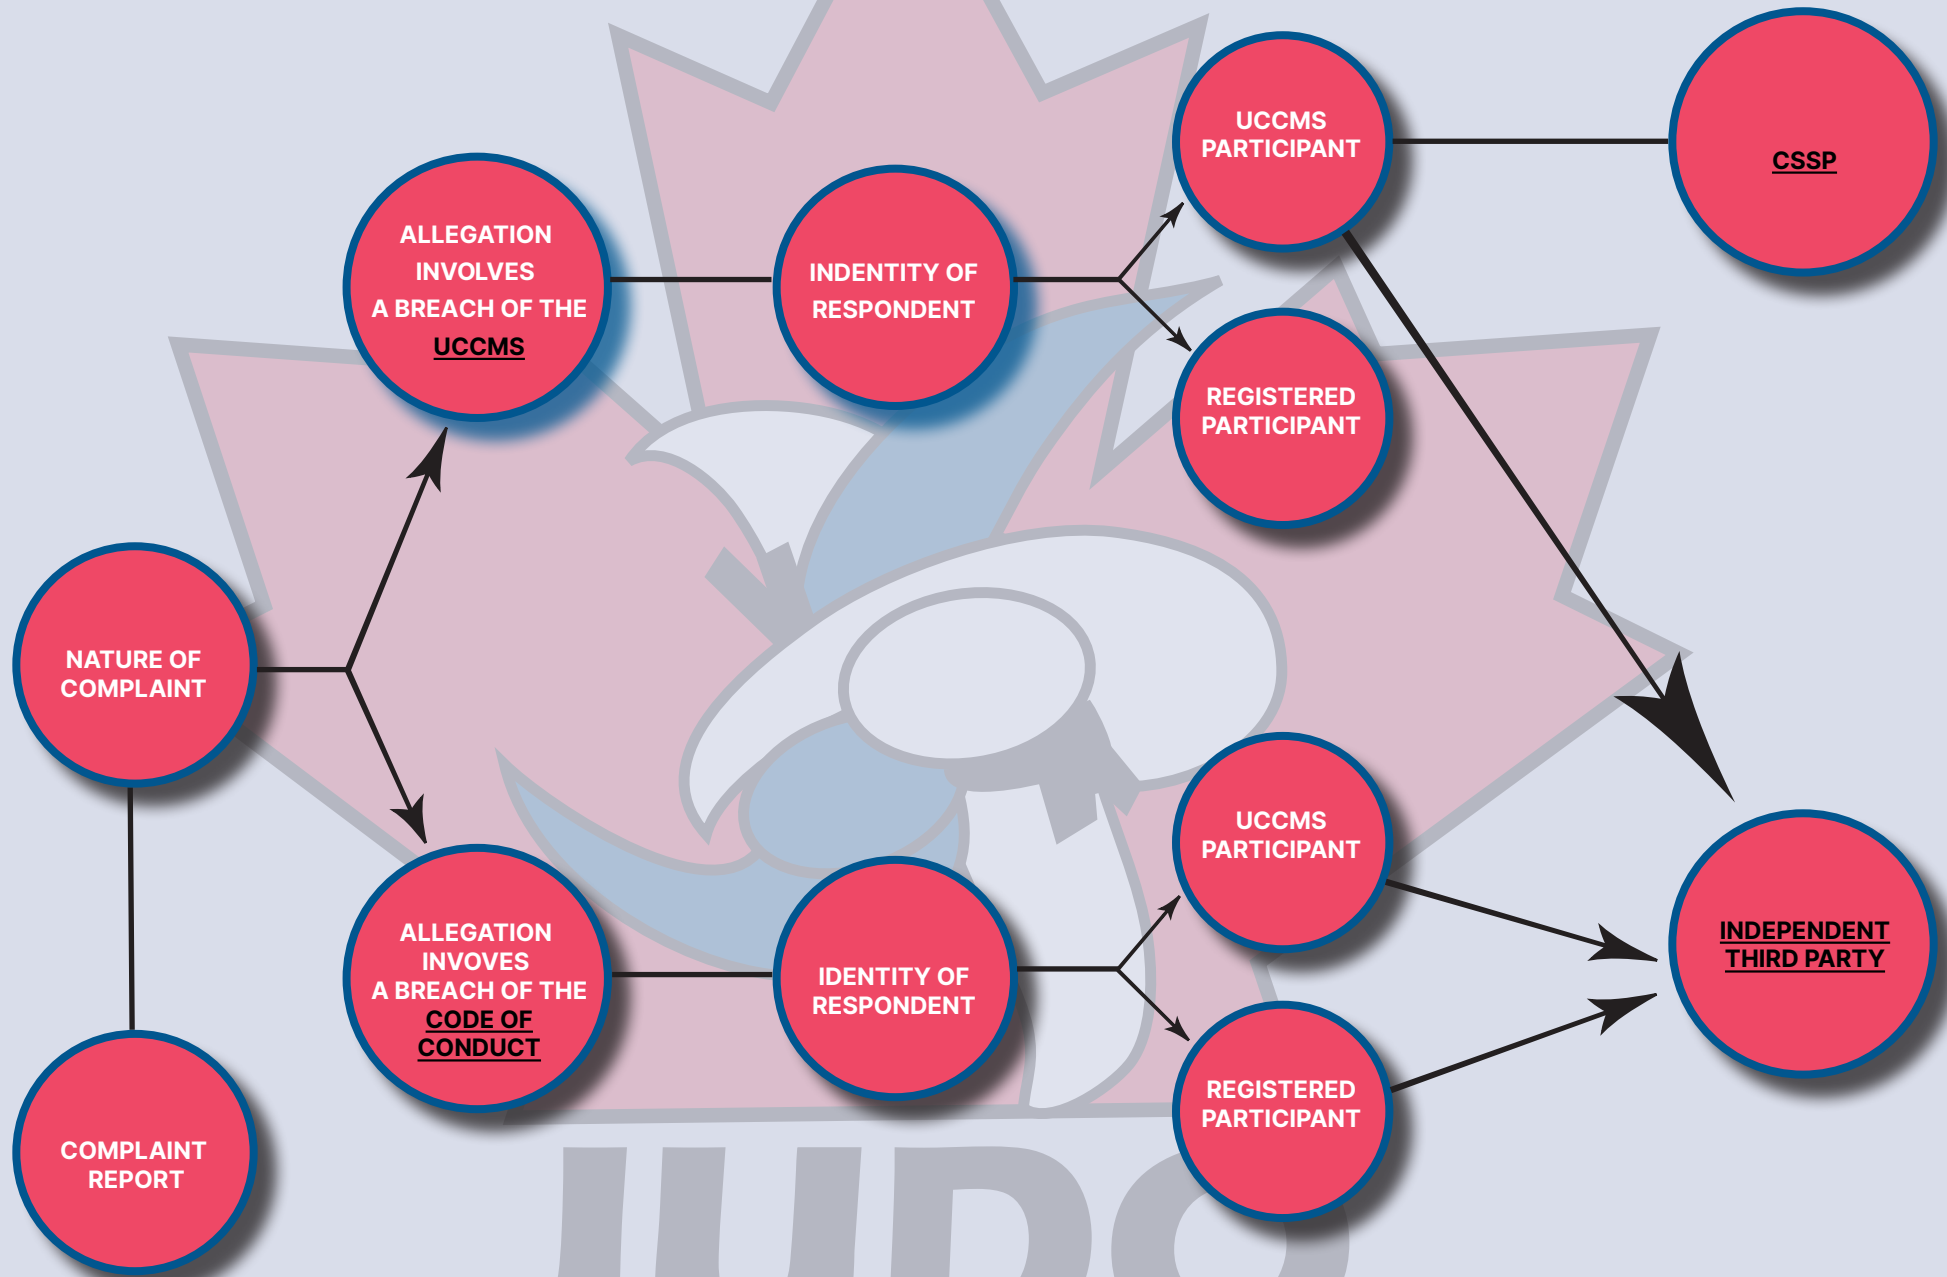 UCCMS
PARTICIPANT
CSSP
ALLEGATION
INVOLVES
A BREACH OF THE
UCCMS
INDENTITY OF
RESPONDENT
REGISTERED
PARTICIPANT
NATURE OF
COMPLAINT
UCCMS
PARTICIPANT
ALLEGATION
INVOVES
A BREACH OF THE
CODE OF
CONDUCT
IDENTITY OF
RESPONDENT
INDEPENDENT
THIRD PARTY
REGISTERED
PARTICIPANT
COMPLAINT
REPORT
JUDO